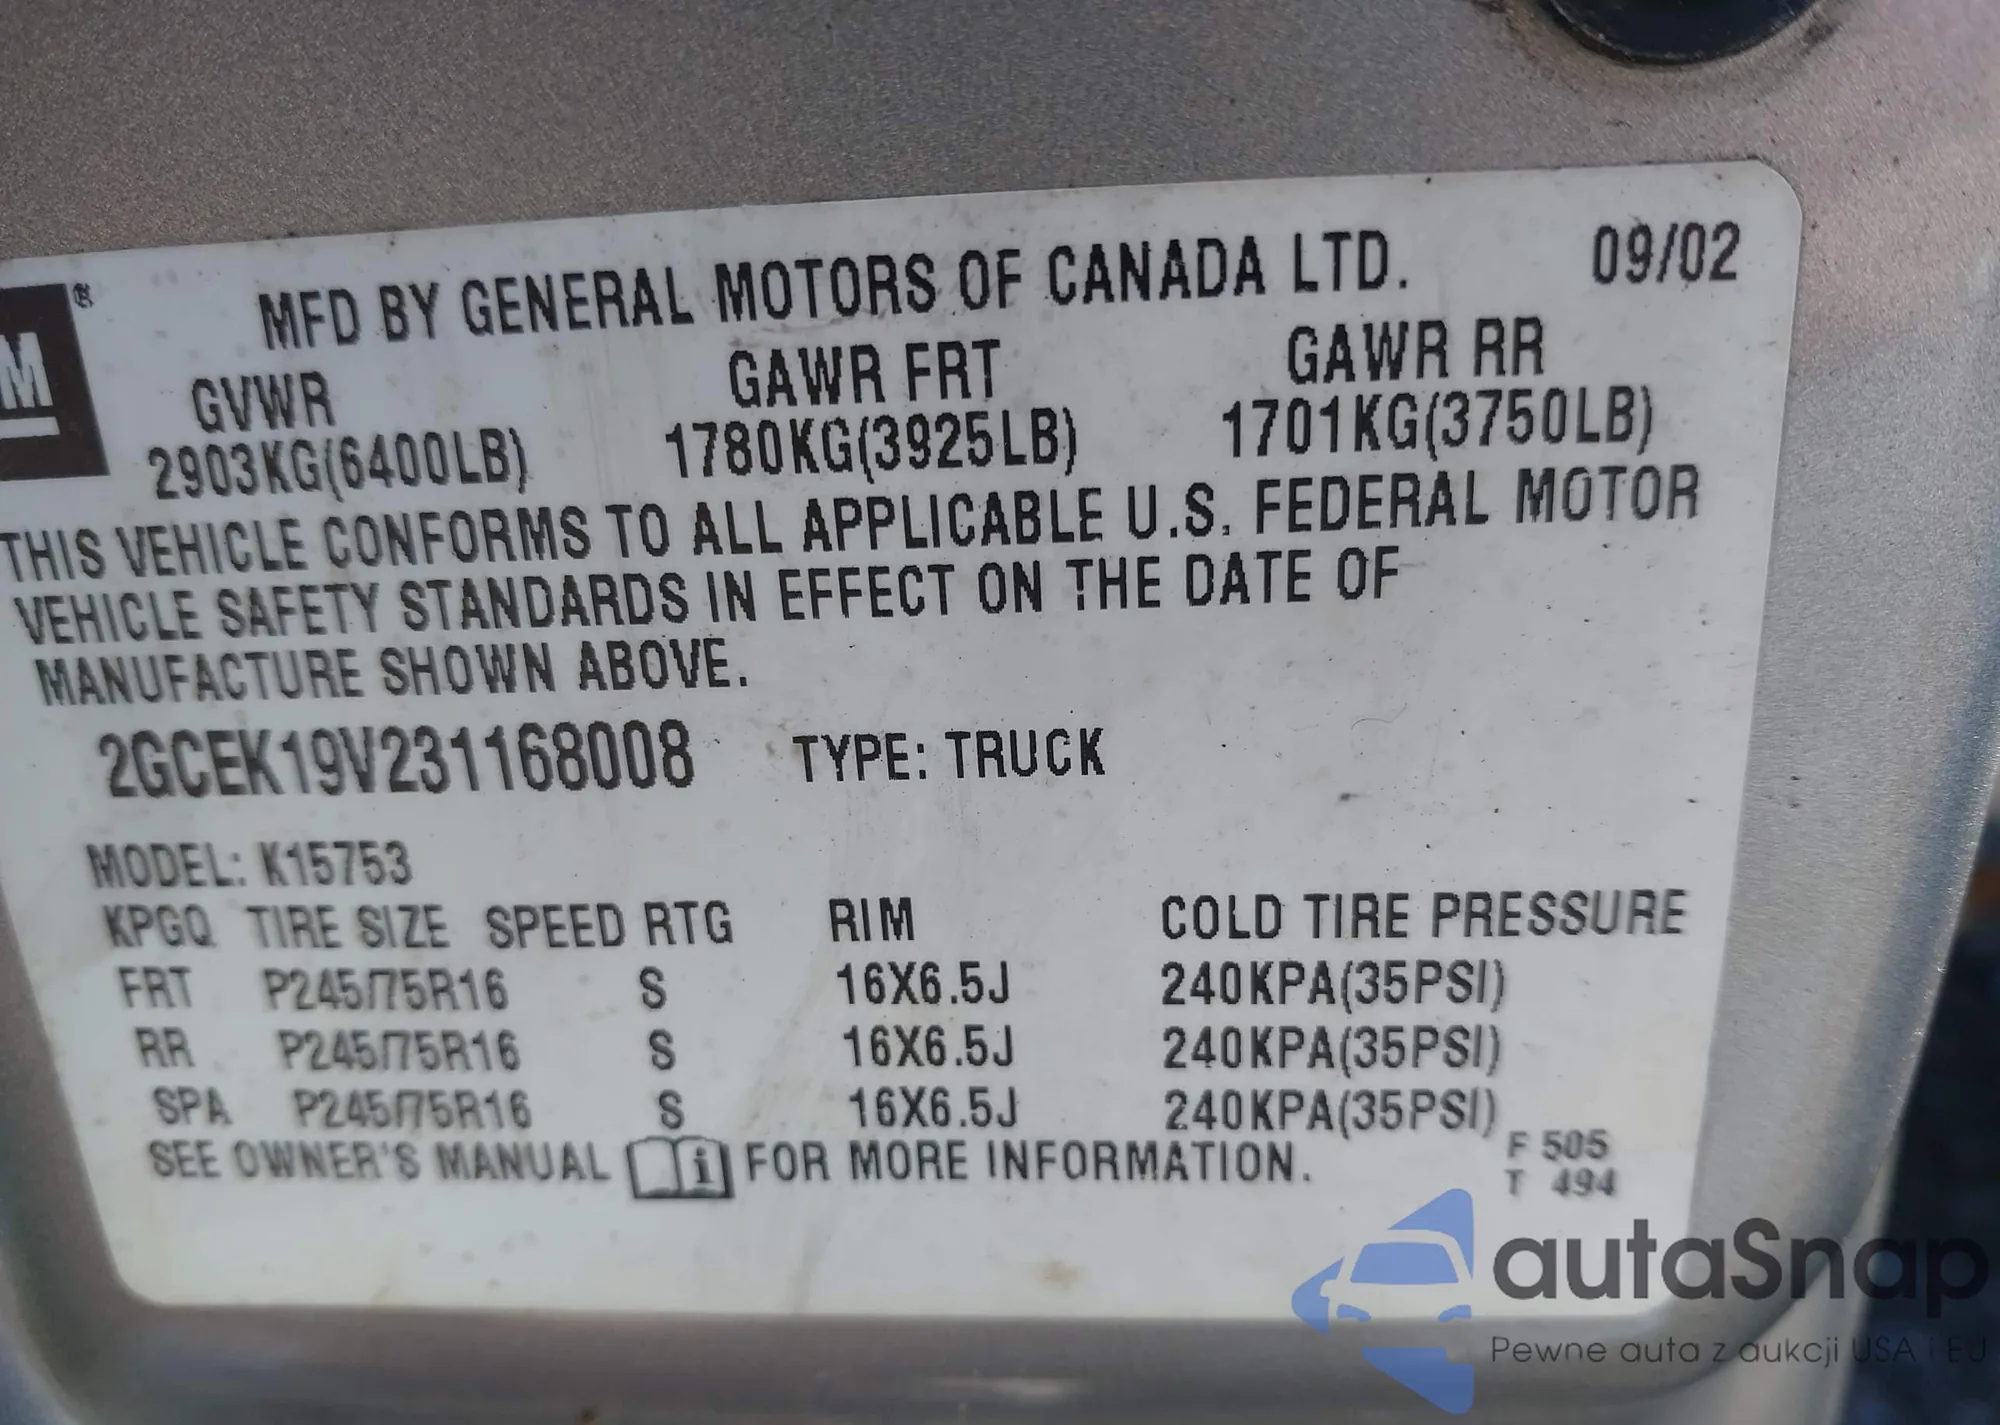 M ®
MFD BY GENERAL MOTORS OF CANADA LTD. 09/02
GVWR GAWR FRT GAWR RR
2903KG(6400LB) 1780KG(3925LB) 1701KG(3750LB)
THIS VEHICLE CONFORMS TO ALL APPLICABLE U.S. FEDERAL MOTOR
VEHICLE SAFETY STANDARDS IN EFFECT ON THE DATE OF
MANUFACTURE SHOWN ABOVE.
2GCEK19V231168008 TYPE: TRUCK
MODEL: K15753
KPGQ TIRE SIZE SPEED RTG RIM COLD TIRE PRESSURE
FRT P245/75R16 S 16X6.5J 240KPA(35PSI)
RR P245/75R16 S 16X6.5J 240KPA(35PSI)
SPA P245/75R16 S 16X6.5J 240KPA(35PSI)
SEE OWNER'S MANUAL i FOR MORE INFORMATION.
F 505
T 494
autaSnap
Pewne auta z aukcji USA i EU